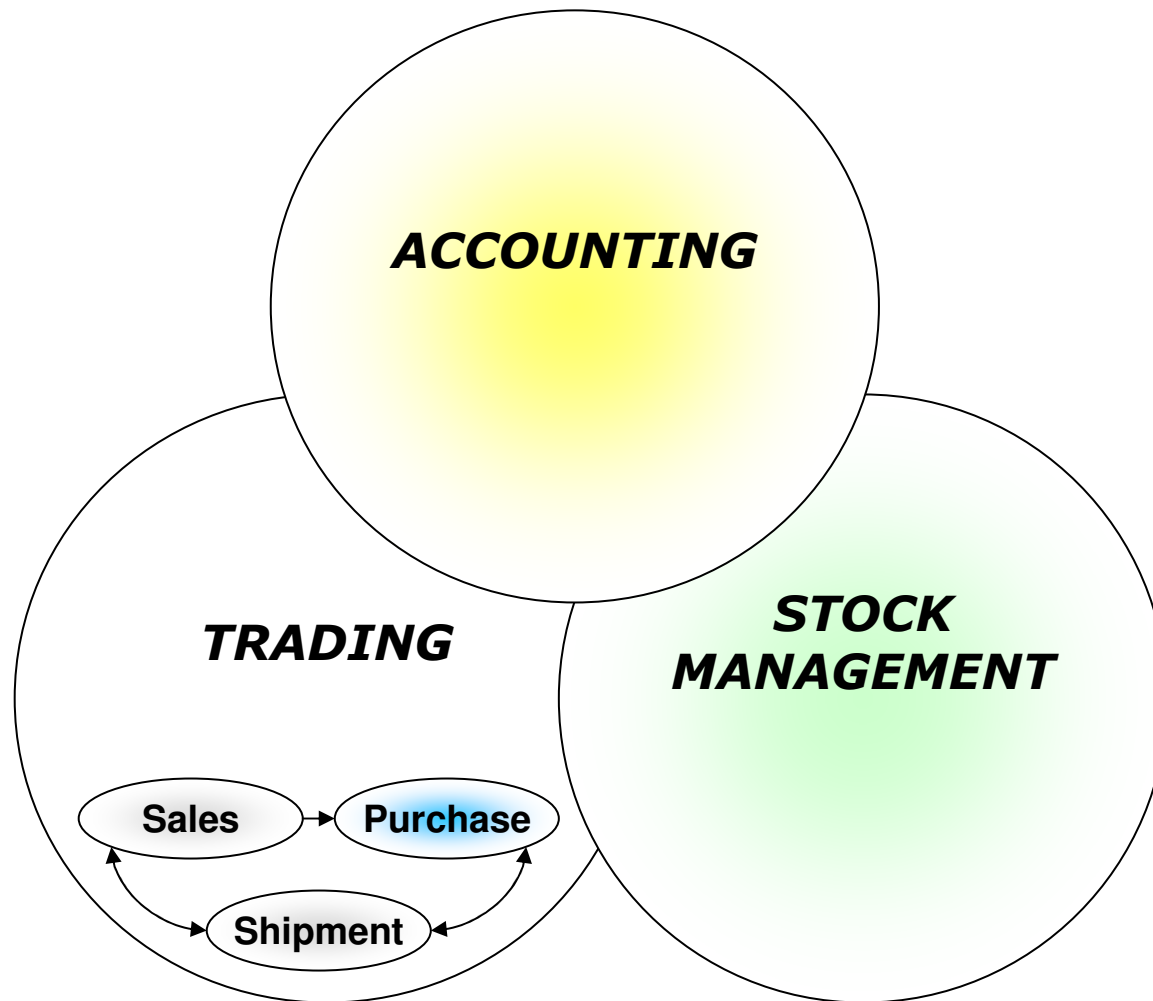 ACCOUNTING
TRADING
STOCK
MANAGEMENT
Sales
Purchase
Shipment